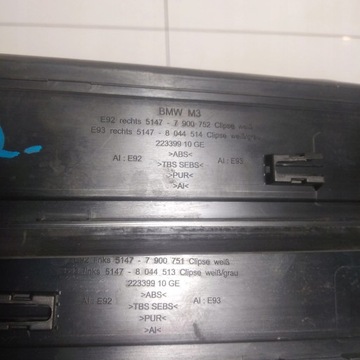 BMW M3
E92 rechts 5147 - 7 900 752 Clipse weiß
E93 rechts 5147 - 8 044 514 Clipse weiß/grau
223399 10 GE
>ABS<
AI : E92 >TBS SEBS< AI : E93
>PUR<
>AI<
links 5147 - 7 900 751 Clipse weiß
links 5147 - 8 044 513 Clipse weiß/grau
223399 10 GE
>ABS<
AI : E92 >TBS SEBS< AI : E93
>PUR<
>AI<